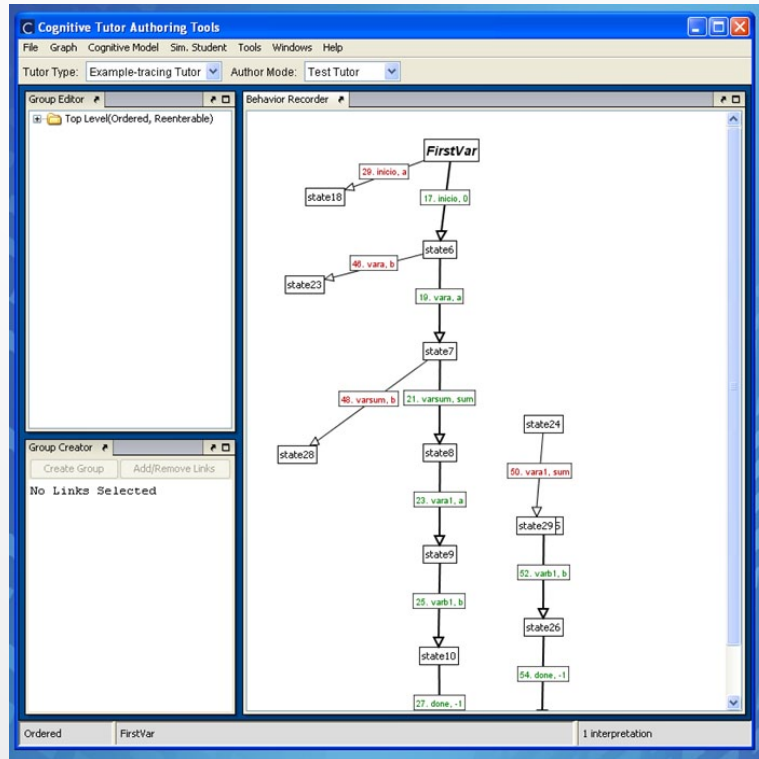 Cognitive Tutor Authoring Tools
File Graph Cognitive Model Sim. Student Tools Windows Help
Tutor Type: Example-tracing Tutor Author Mode: Test Tutor
Group Editor
Top Level(Ordered, Reenterable)
Group Creator
Create Group Add/Remove Links
No Links Selected
Behavior Recorder
FirstVar
29. inicio, a
state18
17. inicio, 0
state6
46. vara, b
state23
19. vara, a
state7
48. varsum, b 21. varsum, sum
state28
state8
state24
50. vara1, sum
23. vara1, a
state9
state29 5
25. varb1, b
52. varb1, b
state10
state26
27. done, -1
54. done, -1
Ordered FirstVar 1 interpretation